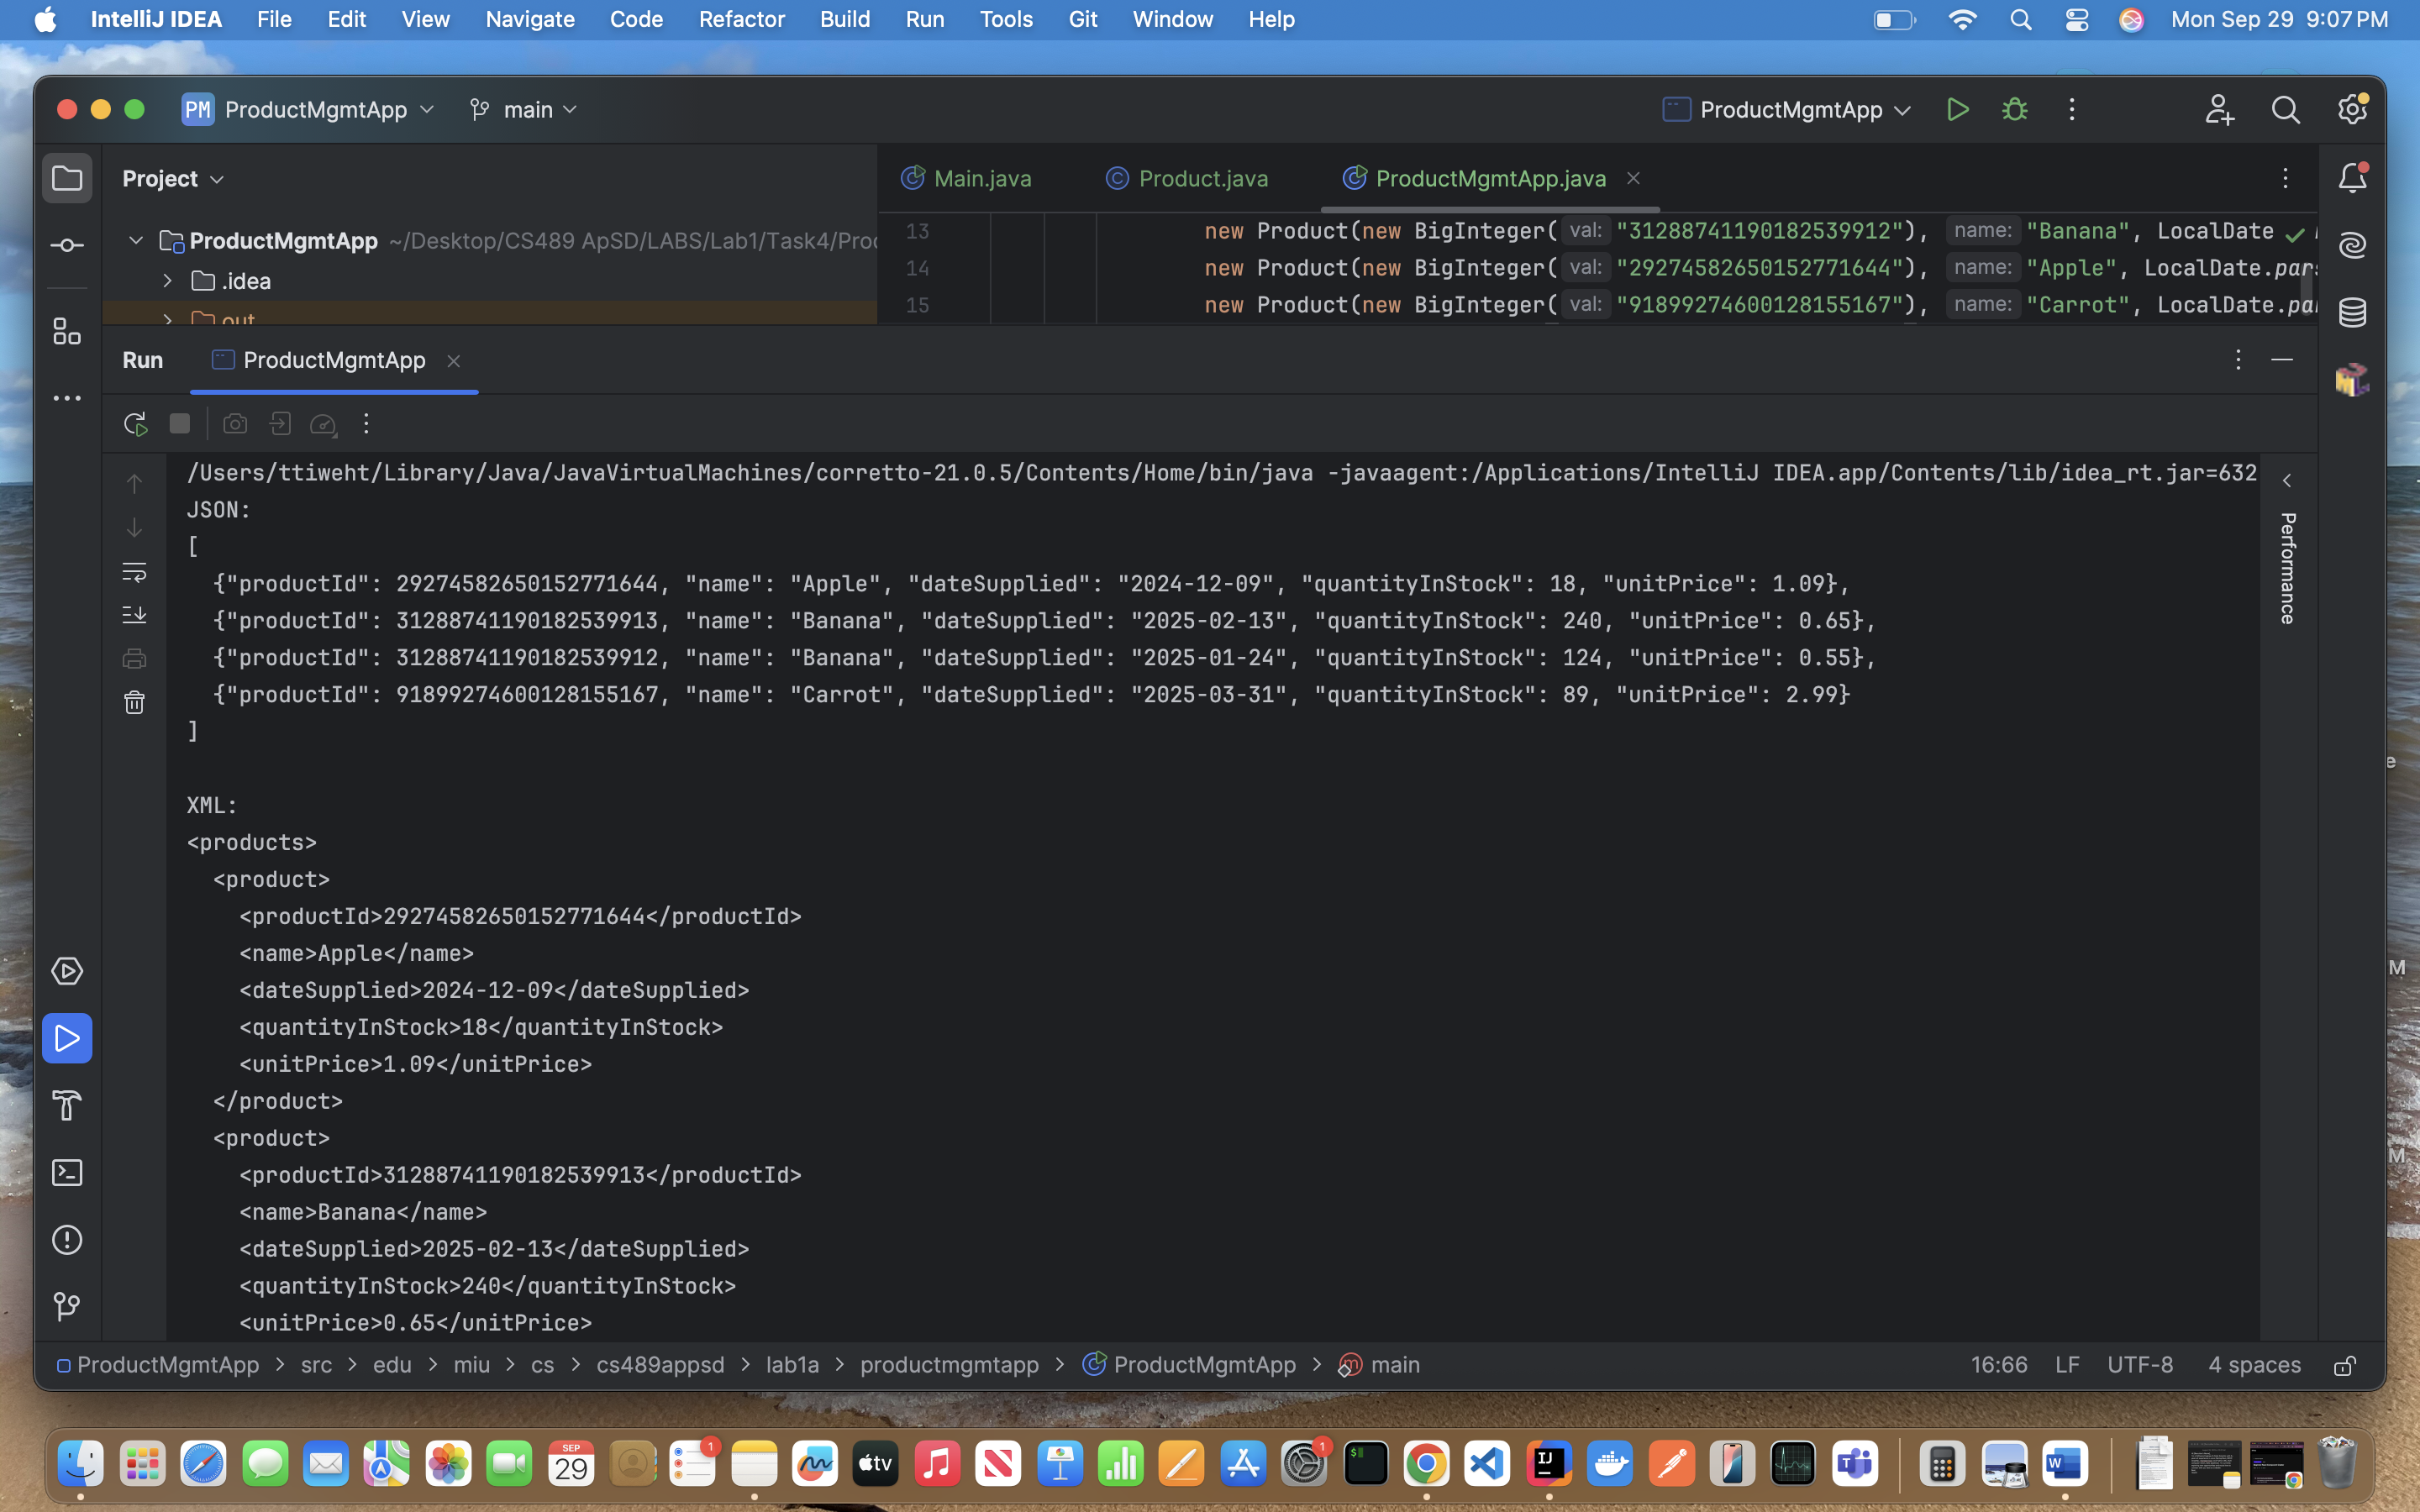 IntelliJ IDEA File Edit View Navigate Code Refactor Build Run Tools Git Window Help Mon Sep 29 9:07 PM
PM ProductMgmtApp main ProductMgmtApp
Project Main.java Product.java ProductMgmtApp.java
ProductMgmtApp ~/Desktop/CS489 ApSD/LABS/Lab1/Task4/Proc
.idea
out
13 new Product(new BigInteger( val: "31288741190182539912"), name: "Banana", LocalDate
14 new Product(new BigInteger( val: "29274582650152771644"), name: "Apple", LocalDate.pars
15 new Product(new BigInteger( val: "91899274600128155167"), name: "Carrot", LocalDate.pa
Run ProductMgmtApp
/Users/ttiweht/Library/Java/JavaVirtualMachines/corretto-21.0.5/Contents/Home/bin/java -javaagent:/Applications/IntelliJ IDEA.app/Contents/lib/idea_rt.jar=632
Performance
JSON:
[
{"productId": 29274582650152771644, "name": "Apple", "dateSupplied": "2024-12-09", "quantityInStock": 18, "unitPrice": 1.09},
{"productId": 31288741190182539913, "name": "Banana", "dateSupplied": "2025-02-13", "quantityInStock": 240, "unitPrice": 0.65},
{"productId": 31288741190182539912, "name": "Banana", "dateSupplied": "2025-01-24", "quantityInStock": 124, "unitPrice": 0.55},
{"productId": 91899274600128155167, "name": "Carrot", "dateSupplied": "2025-03-31", "quantityInStock": 89, "unitPrice": 2.99}
]
XML:
<products>
<product>
<productId>29274582650152771644</productId>
<name>Apple</name>
<dateSupplied>2024-12-09</dateSupplied>
<quantityInStock>18</quantityInStock>
<unitPrice>1.09</unitPrice>
</product>
<product>
<productId>31288741190182539913</productId>
<name>Banana</name>
<dateSupplied>2025-02-13</dateSupplied>
<quantityInStock>240</quantityInStock>
<unitPrice>0.65</unitPrice>
ProductMgmtApp > src > edu > miu > cs > cs489appsd > lab1a > productmgmtapp > ProductMgmtApp > main 16:66 LF UTF-8 4 spaces
SEP
29
1
tv
1
IJ
T
W